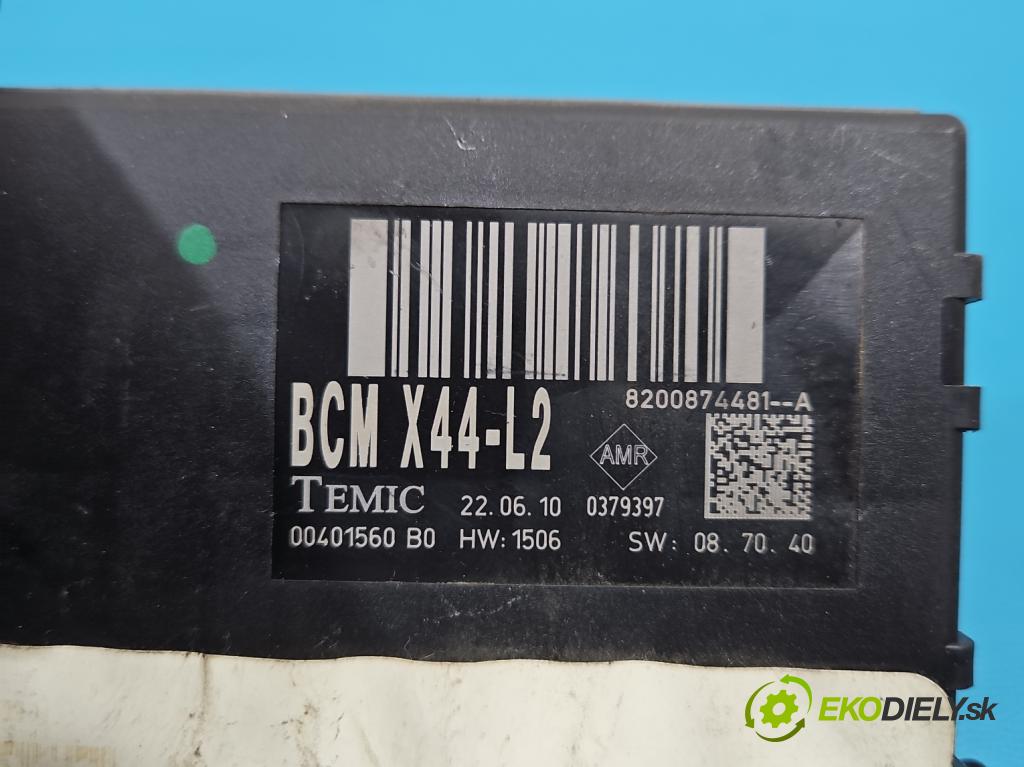 8200874481--A
BCM X44-L2
AMR
TEMIC 22.06.10 0379397
00401560 B0 HW:1506 SW: 08.70.40
EKODIELY.sk